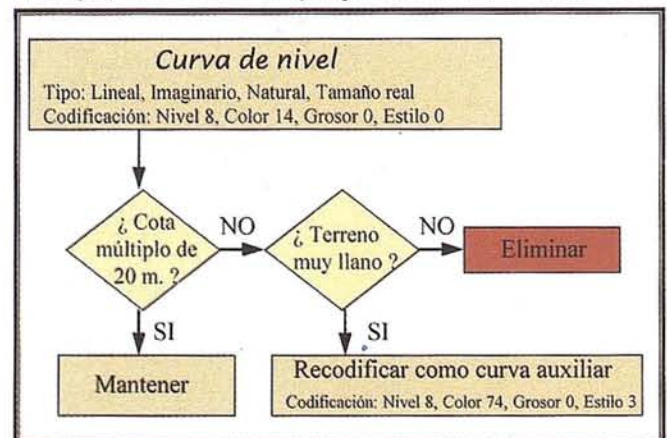 Curva de nivel
Tipo: Lineal, Imaginario, Natural, Tamaño real
Codificación: Nivel 8, Color 14, Grosor 0, Estilo 0
¿ Cota
múltiplo de
20 m. ?
NO
¿ Terreno
muy llano ?
NO
Eliminar
SI
SI
Mantener
Recodificar como curva auxiliar
Codificación: Nivel 8, Color 74, Grosor 0, Estilo 3